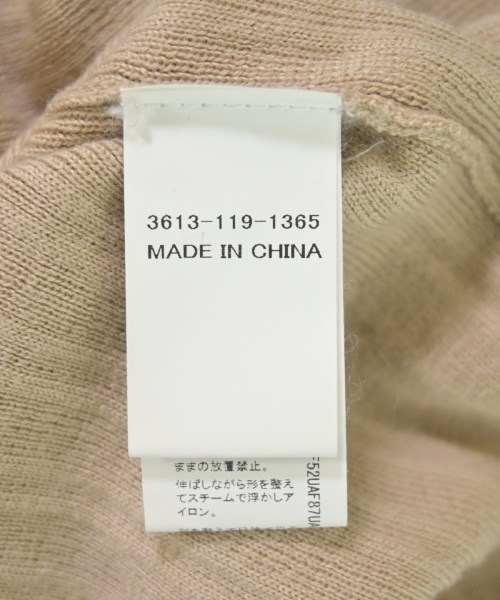 3613-119-1365
MADE IN CHINA
ままの放置禁止。
伸ばしながら形を整え
てスチームで浮かしア
イロン。
F52UAF87UA